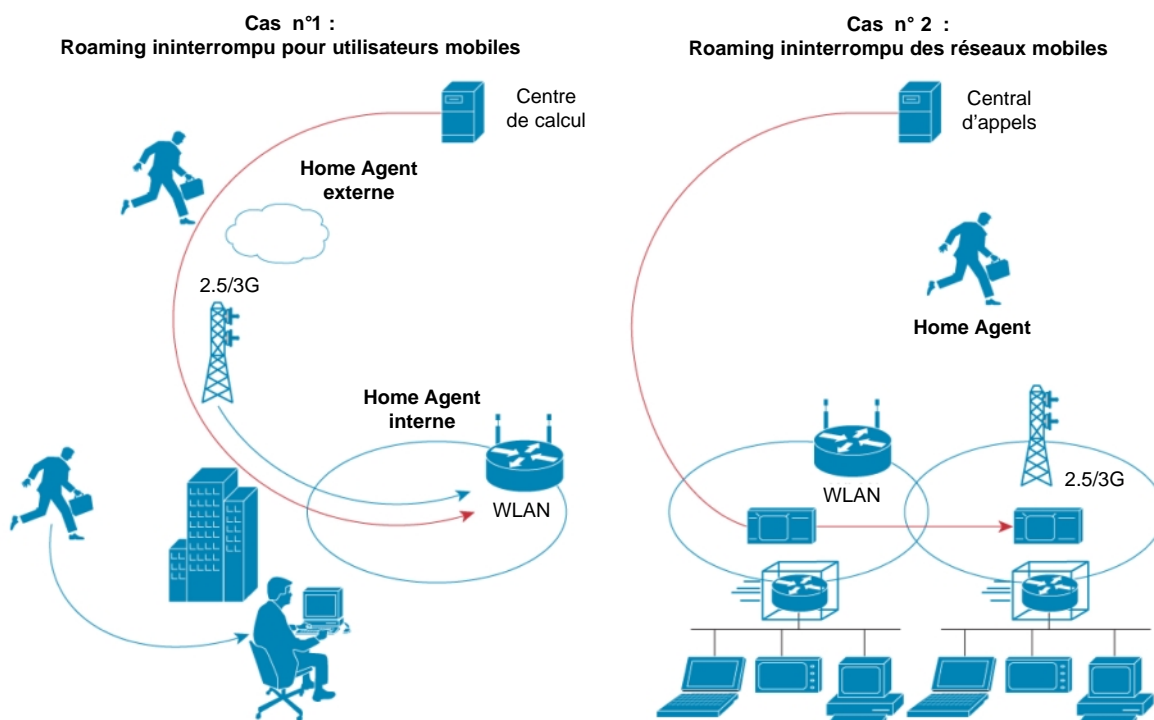 Cas n°1 :
Roaming ininterrompu pour utilisateurs mobiles
Centre
de calcul
Home Agent
externe
2.5/3G
Home Agent
interne
WLAN
Cas n° 2 :
Roaming ininterrompu des réseaux mobiles
Central
d'appels
Home Agent
WLAN
2.5/3G